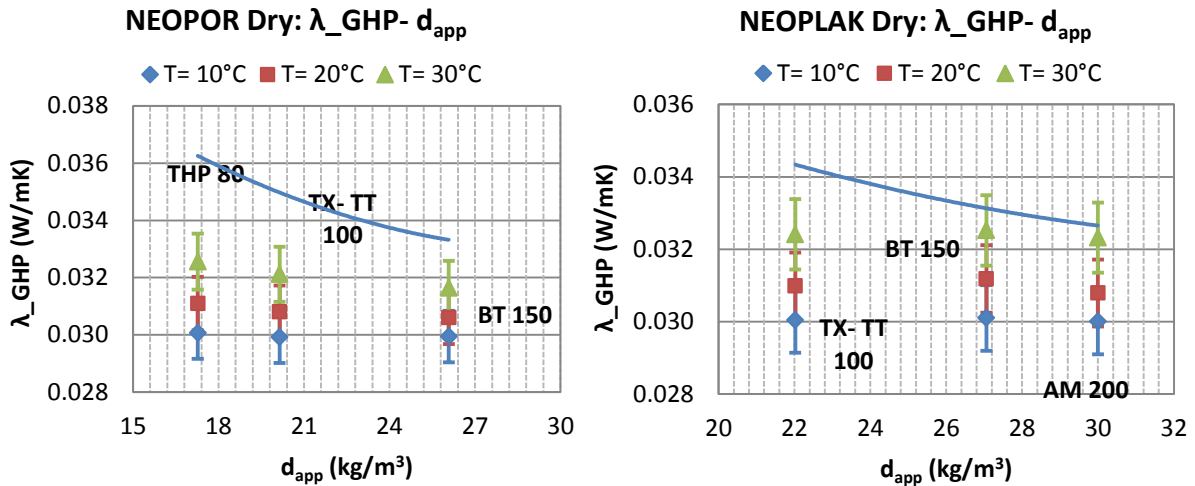 NEOPOR Dry: λ_GHP- dapp
T= 10°C T= 20°C T= 30°C
0.038
0.036
0.034
0.032
0.030
0.028
λ_GHP (W/mK)
THP 80
TX- TT
100
BT 150
15 18 21 24 27 30
dapp (kg/m³)
NEOPLAK Dry: λ_GHP- dapp
T= 10°C T= 20°C T= 30°C
0.036
0.034
0.032
0.030
0.028
λ_GHP (W/mK)
BT 150
TX- TT
100
AM 200
20 22 24 26 28 30 32
dapp (kg/m³)